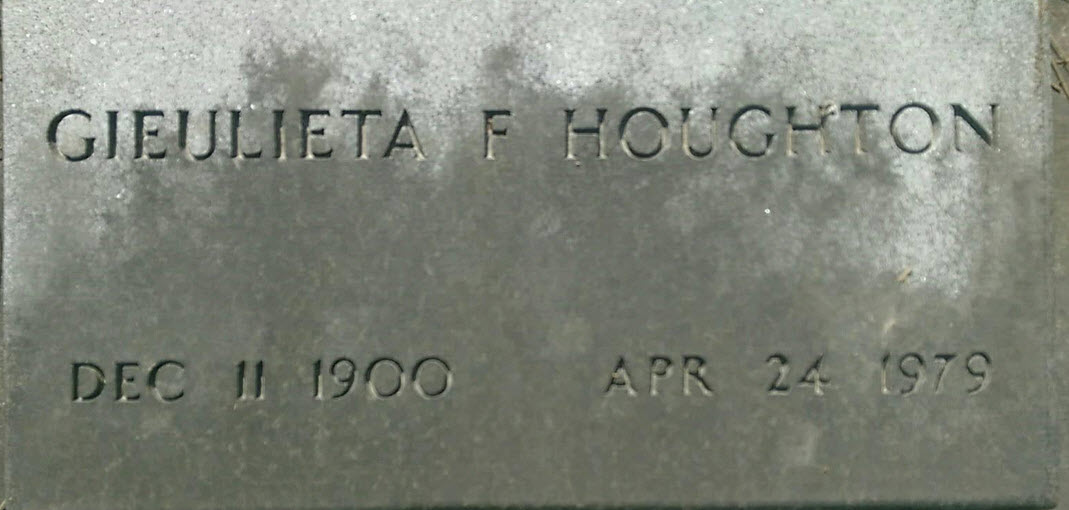 GIEULIETA F HOUGHTON
DEC 11 1900 APR 24 1979